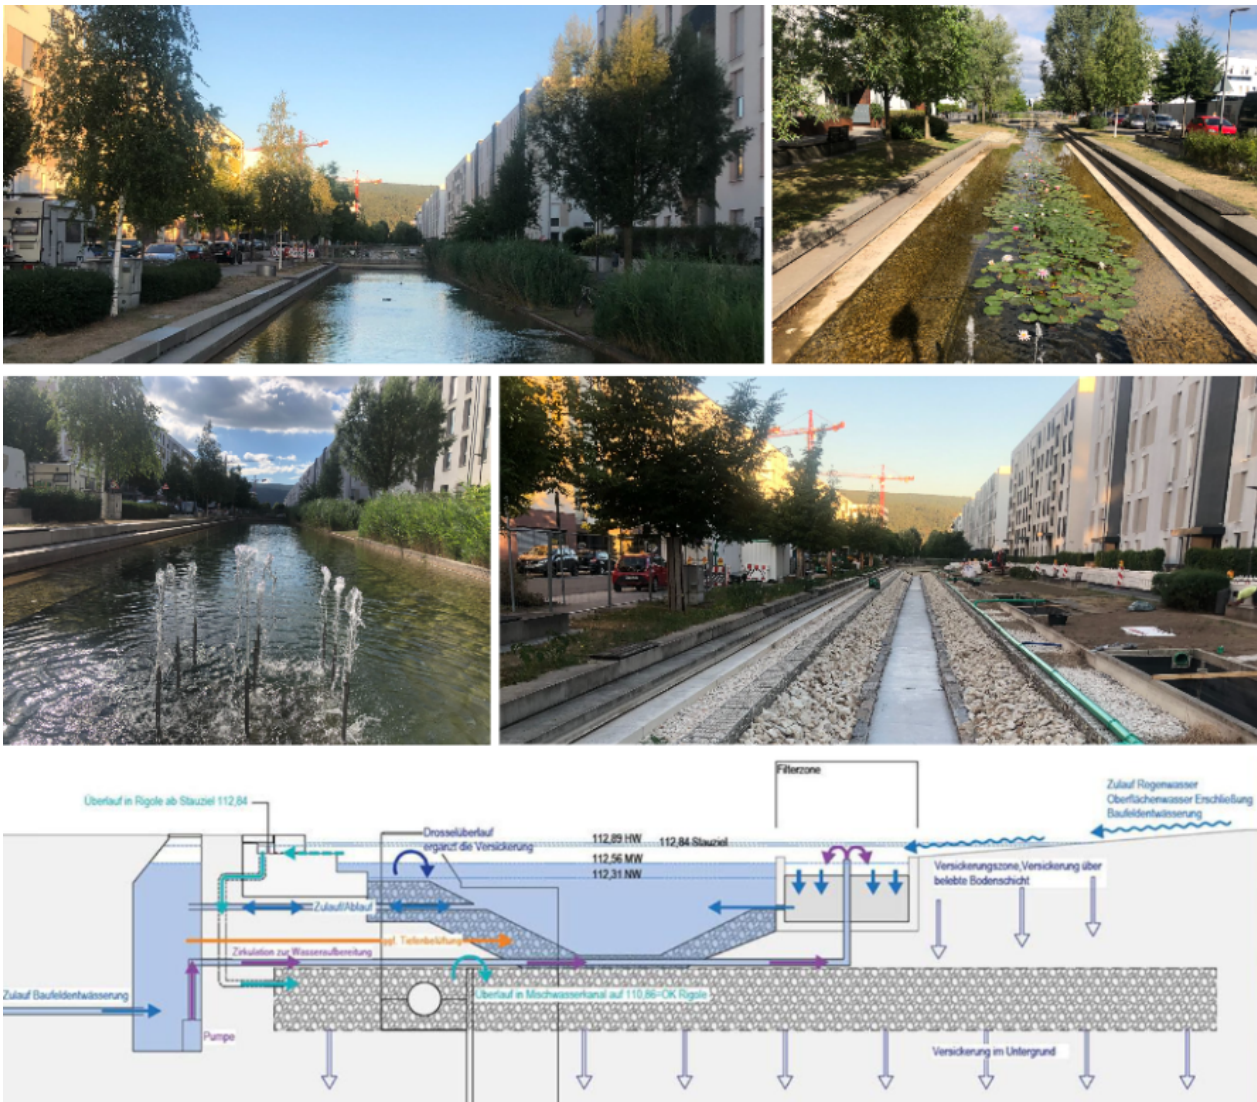 Filterzone
Zulauf Regenwasser
Oberflächenwasser Erschließung
Baufeldentwässerung
Überlauf in Rigole ab Stauziel 112,84
Drosselüberlauf
ergänzt die Versickerung
112,89 HW
112,84 Stauziel
112,56 MW
112,31 NW
Versickerungszone,Versickerung über
belebte Bodenschicht
Zulauf/Ablauf
ggf. Tiefenbelüftung
Zirkulation zur Wasseraufbereitung
Zulauf Baufeldentwässerung
Überlauf in Mischwasserkanal auf 110,86=OK Rigole
Pumpe
Versickerung im Untergrund